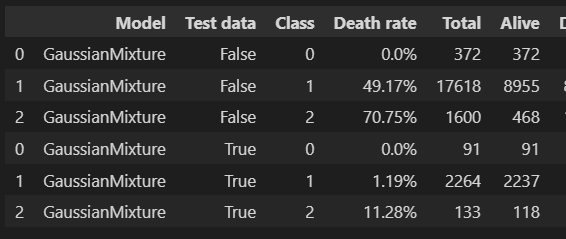 Model Test data Class Death rate Total Alive
0 GaussianMixture False 0 0.0% 372 372
1 GaussianMixture False 1 49.17% 17618 8955
2 GaussianMixture False 2 70.75% 1600 468
0 GaussianMixture True 0 0.0% 91 91
1 GaussianMixture True 1 1.19% 2264 2237
2 GaussianMixture True 2 11.28% 133 118